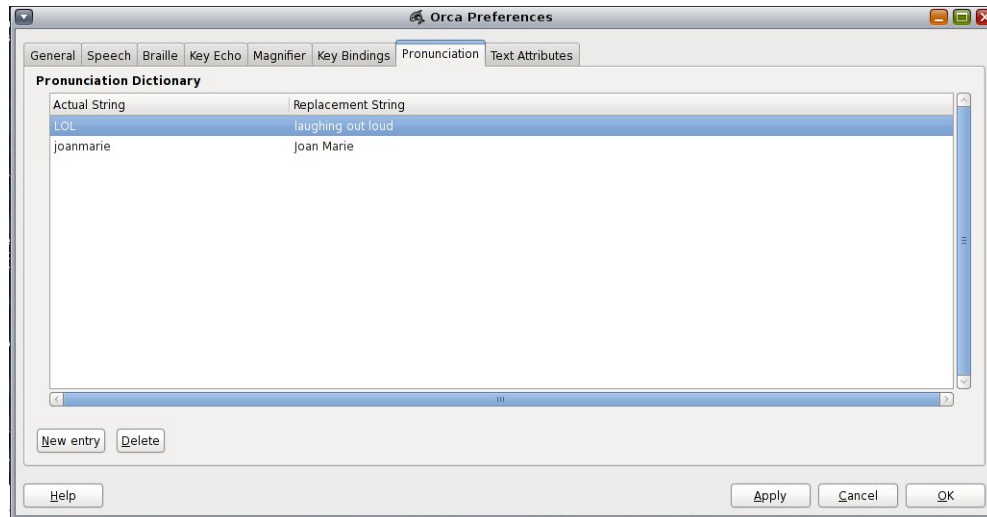 Orca Preferences
General Speech Braille Key Echo Magnifier Key Bindings Pronunciation Text Attributes
Pronunciation Dictionary
Actual String Replacement String
LOL laughing out loud
joanmarie Joan Marie
New entry Delete
Help Apply Cancel OK